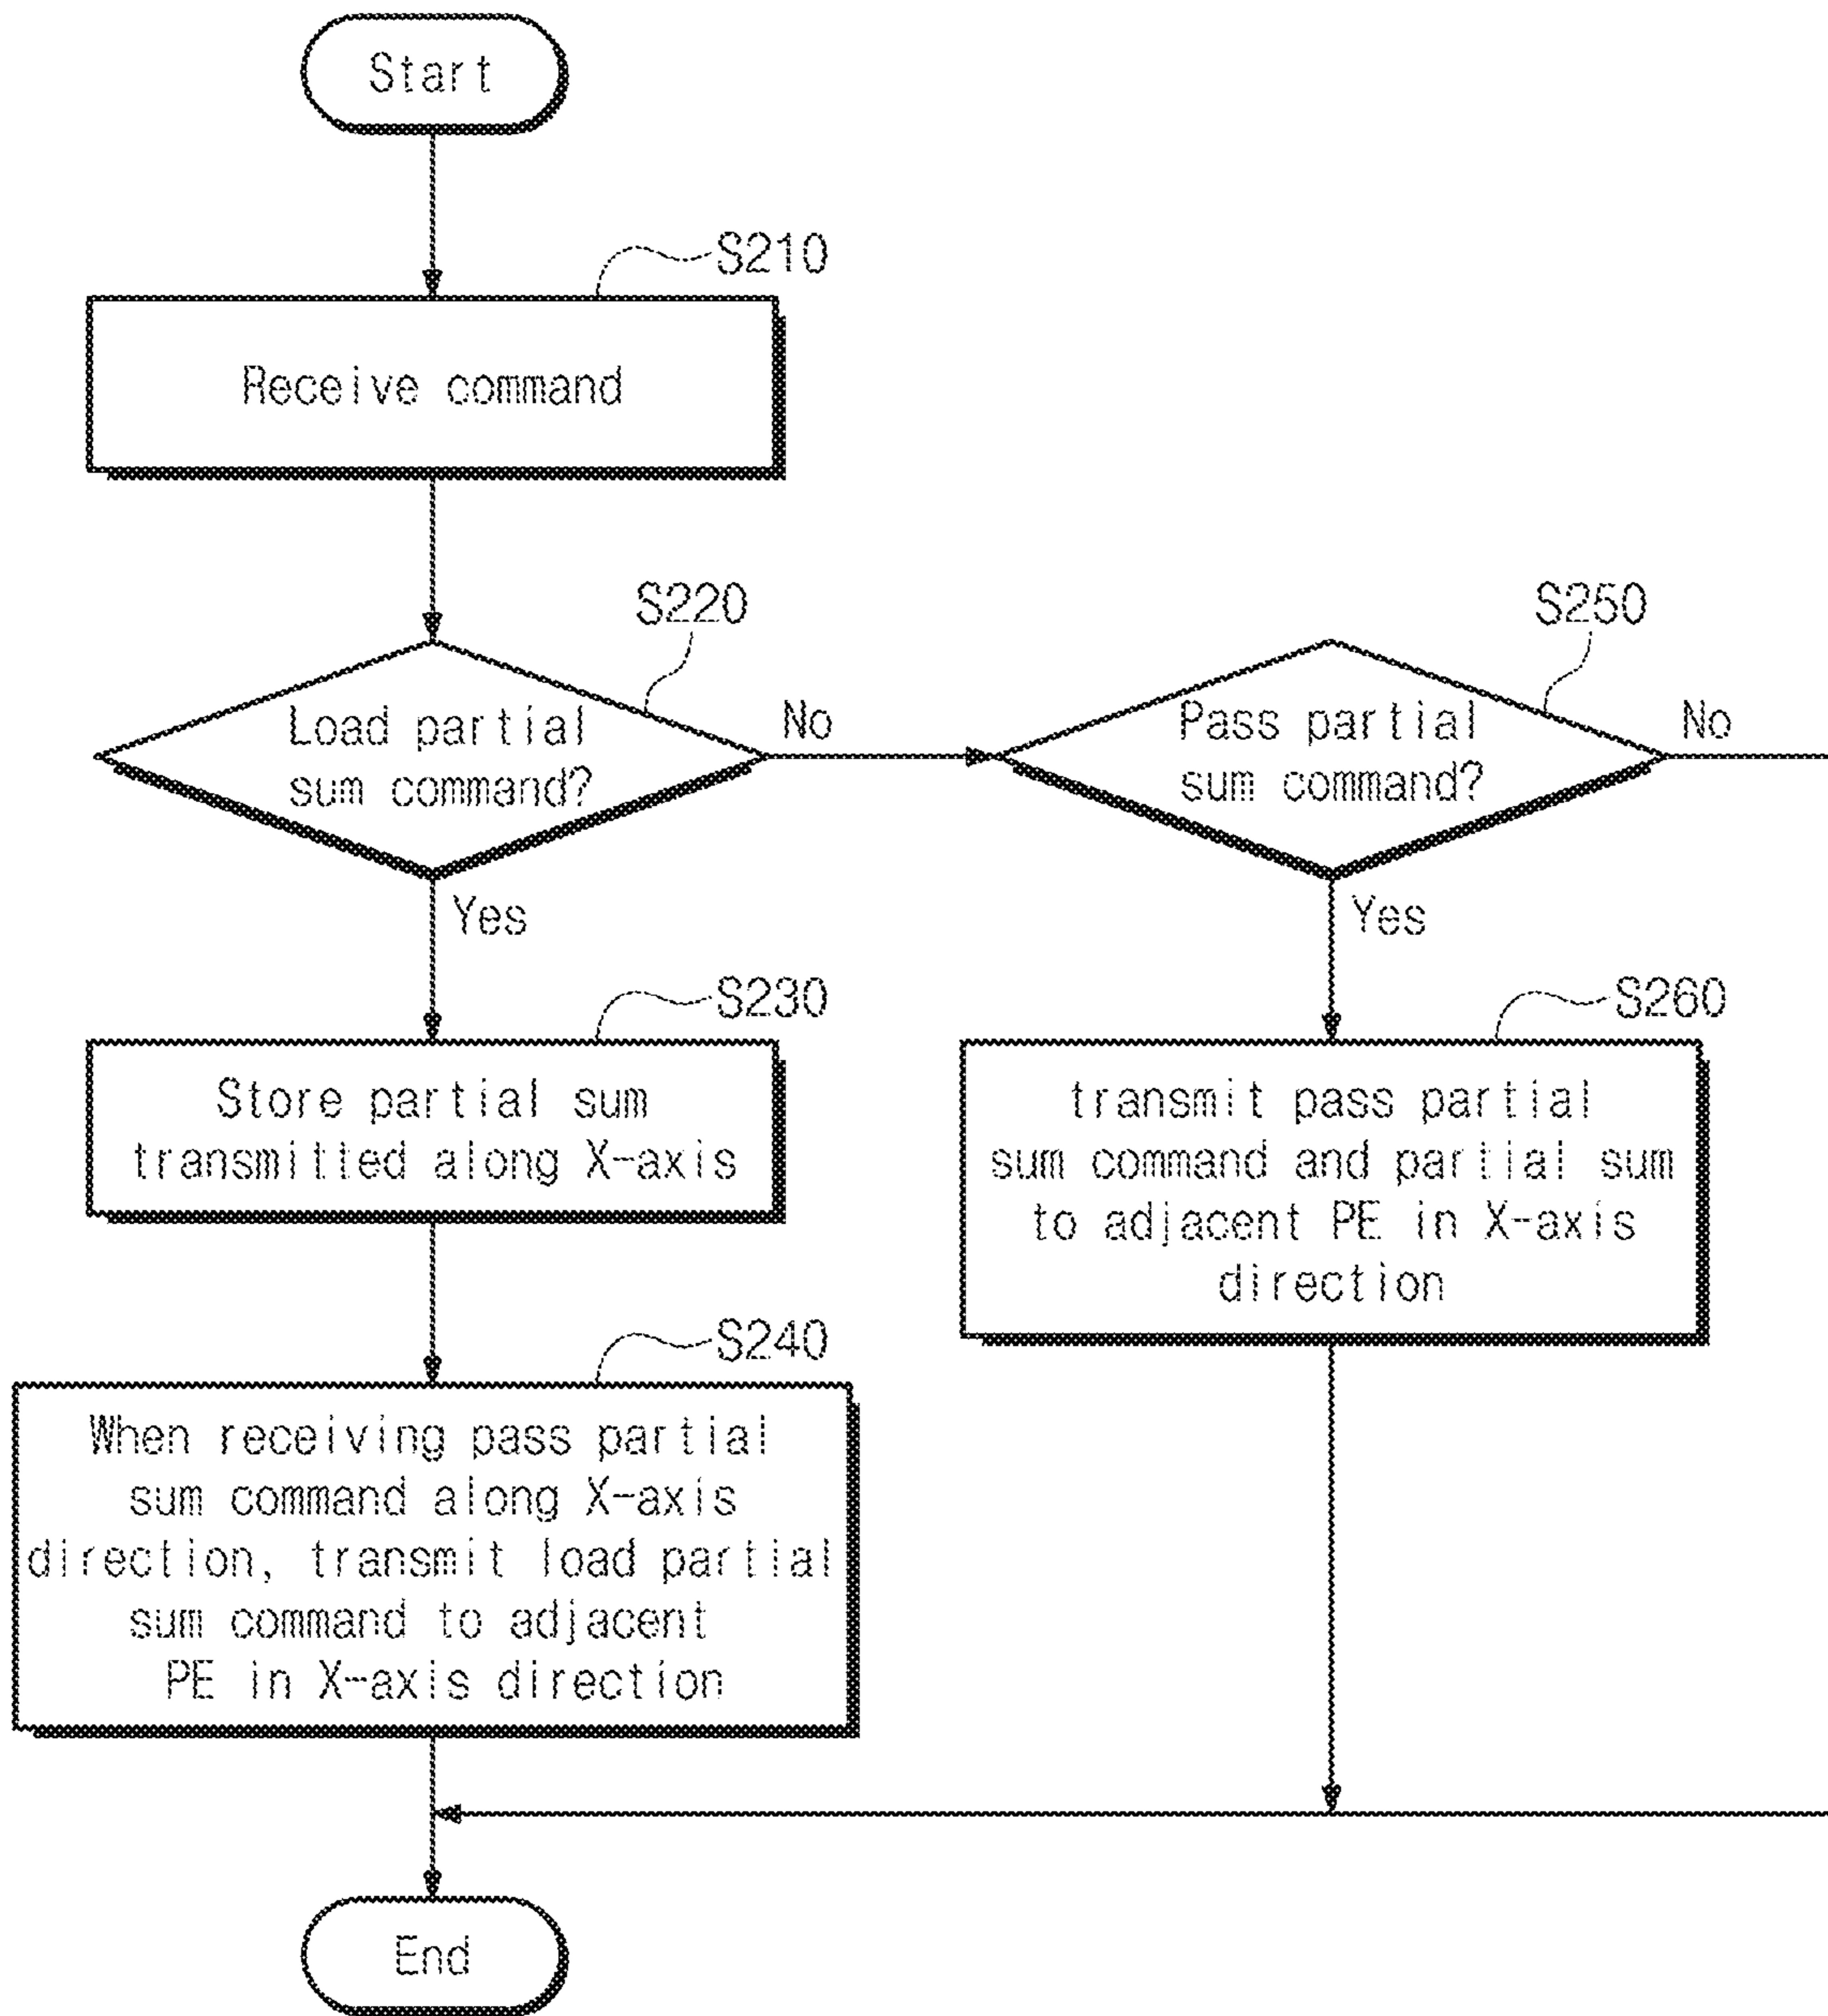 Start
S210
Receive command
S220
Load partial
sum command?
No
Yes
S250
Pass partial
sum command?
No
Yes
S230
Store partial sum
transmitted along X-axis
S260
transmit pass partial
sum command and partial sum
to adjacent PE in X-axis
direction
S240
When receiving pass partial
sum command along X-axis
direction, transmit load partial
sum command to adjacent
PE in X-axis direction
End